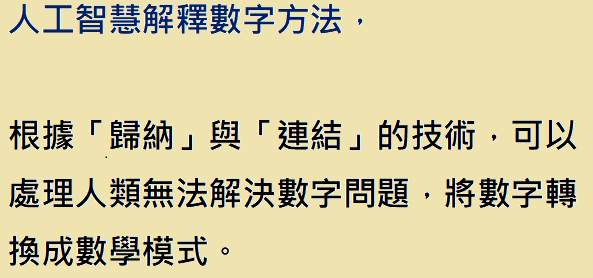 人工智慧解釋數字方法，
根據「歸納」與「連結」的技術，可以
處理人類無法解決數字問題，將數字轉
換成數學模式。